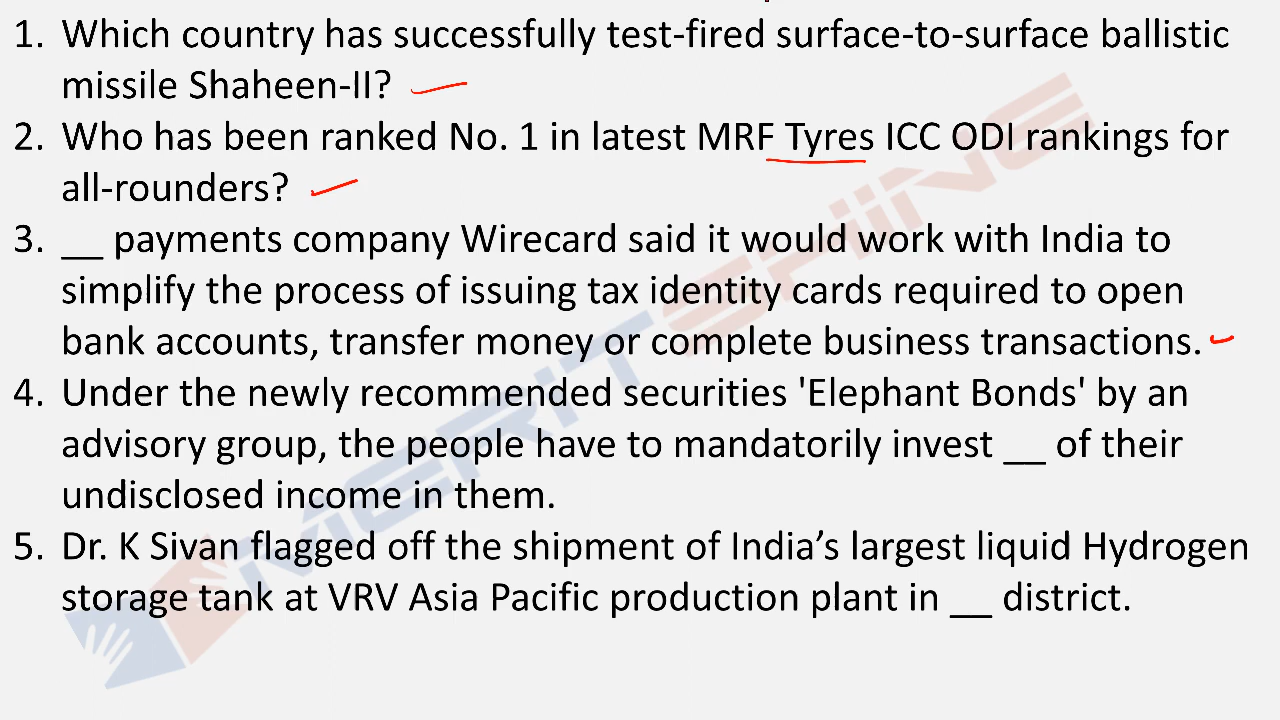 1. Which country has successfully test-fired surface-to-surface ballistic
missile Shaheen-II?
2. Who has been ranked No. 1 in latest MRF Tyres ICC ODI rankings for
all-rounders?
3. __ payments company Wirecard said it would work with India to
simplify the process of issuing tax identity cards required to open
bank accounts, transfer money or complete business transactions.
4. Under the newly recommended securities 'Elephant Bonds' by an
advisory group, the people have to mandatorily invest __ of their
undisclosed income in them.
5. Dr. K Sivan flagged off the shipment of India’s largest liquid Hydrogen
storage tank at VRV Asia Pacific production plant in __ district.
MERiT SHiiNE